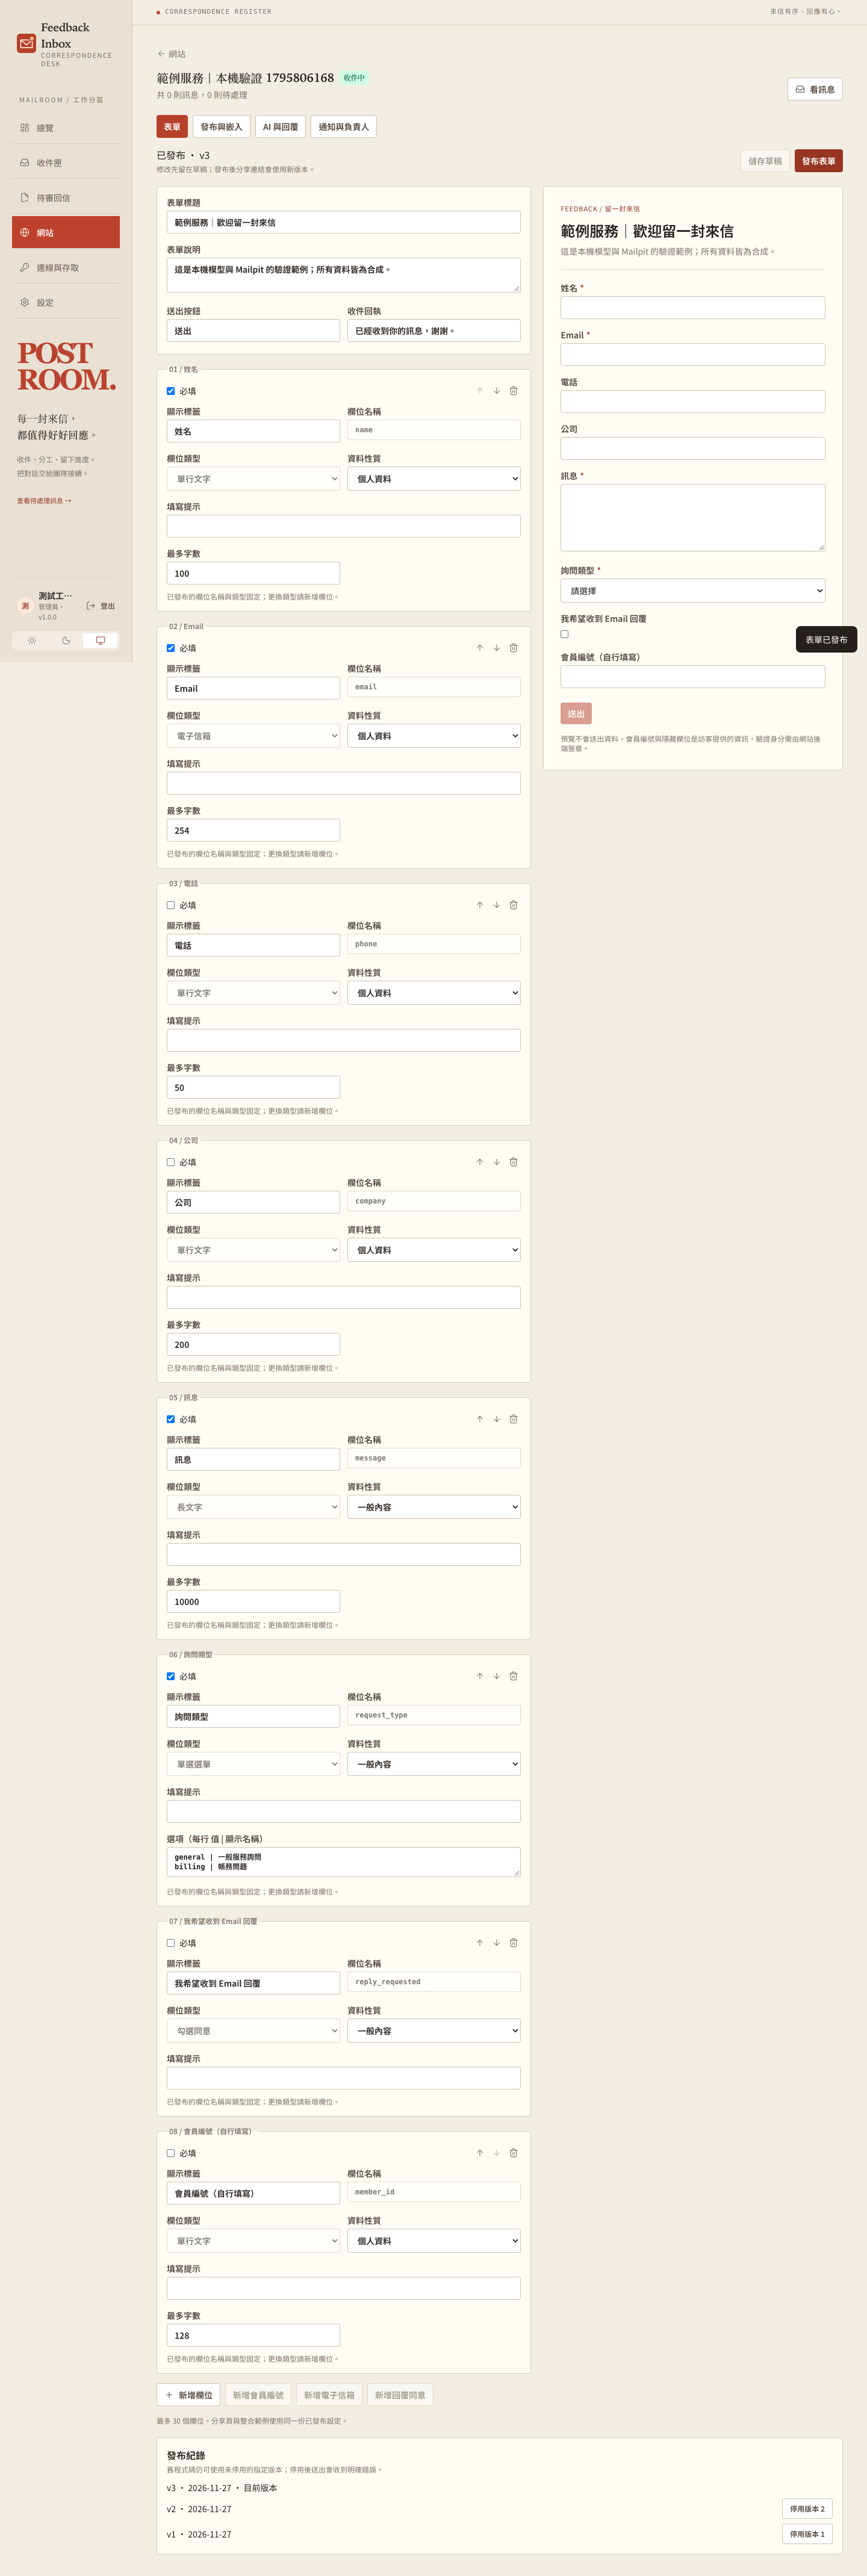 Feedback
Inbox
CORRESPONDENCE
DESK
MAILROOM / 工作分區
總覽
收件匣
待審回信
網站
連線與存取
設定
POST
ROOM.
每一封來信，
都值得好好回應。
收件、分工、留下進度。
把對話交給團隊接續。
查看待處理訊息 →
測
測試工⋯
管理員・
v1.0.0
登出
CORRESPONDENCE REGISTER
來信有序，回應有心。
← 網站
範例服務｜本機驗證 1795806168
收件中
共 0 則訊息，0 則待處理
看訊息
表單
發布與嵌入
AI 與回覆
通知與負責人
已發布 ・ v3
修改先留在草稿；發布後分享連結會使用新版本。
儲存草稿
發布表單
表單標題
範例服務｜歡迎留一封來信
表單說明
這是本機模型與 Mailpit 的驗證範例；所有資料皆為合成。
送出按鈕
收件回執
送出
已經收到你的訊息，謝謝。
01 / 姓名
必填
顯示標籤
欄位名稱
姓名
name
欄位類型
資料性質
單行文字
個人資料
填寫提示
最多字數
100
已發布的欄位名稱與類型固定；更換類型請新增欄位。
02 / Email
必填
顯示標籤
欄位名稱
Email
email
欄位類型
資料性質
電子信箱
個人資料
填寫提示
最多字數
254
已發布的欄位名稱與類型固定；更換類型請新增欄位。
03 / 電話
必填
顯示標籤
欄位名稱
電話
phone
欄位類型
資料性質
單行文字
個人資料
填寫提示
最多字數
50
已發布的欄位名稱與類型固定；更換類型請新增欄位。
04 / 公司
必填
顯示標籤
欄位名稱
公司
company
欄位類型
資料性質
單行文字
個人資料
填寫提示
最多字數
200
已發布的欄位名稱與類型固定；更換類型請新增欄位。
05 / 訊息
必填
顯示標籤
欄位名稱
訊息
message
欄位類型
資料性質
長文字
一般內容
填寫提示
最多字數
10000
已發布的欄位名稱與類型固定；更換類型請新增欄位。
06 / 詢問類型
必填
顯示標籤
欄位名稱
詢問類型
request_type
欄位類型
資料性質
單選選單
一般內容
填寫提示
選項（每行 值 | 顯示名稱）
general | 一般服務詢問
billing | 帳務問題
已發布的欄位名稱與類型固定；更換類型請新增欄位。
07 / 我希望收到 Email 回覆
必填
顯示標籤
欄位名稱
我希望收到 Email 回覆
reply_requested
欄位類型
資料性質
勾選同意
一般內容
填寫提示
已發布的欄位名稱與類型固定；更換類型請新增欄位。
08 / 會員編號（自行填寫）
必填
顯示標籤
欄位名稱
會員編號（自行填寫）
member_id
欄位類型
資料性質
單行文字
個人資料
填寫提示
最多字數
128
已發布的欄位名稱與類型固定；更換類型請新增欄位。
＋ 新增欄位
新增會員編號
新增電子信箱
新增回覆同意
最多 30 個欄位。分享頁與整合範例使用同一份已發布設定。
FEEDBACK / 留一封來信
範例服務｜歡迎留一封來信
這是本機模型與 Mailpit 的驗證範例；所有資料皆為合成。
姓名 *
Email *
電話
公司
訊息 *
詢問類型 *
請選擇
我希望收到 Email 回覆
會員編號（自行填寫）
送出
預覽不會送出資料。會員編號與隱藏欄位是訪客提供的資訊，驗證身分需由網站後
端簽章。
表單已發布
發布紀錄
舊程式碼仍可使用未停用的指定版本；停用後送出會收到明確錯誤。
v3 ・ 2026-11-27 ・ 目前版本
v2 ・ 2026-11-27
停用版本 2
v1 ・ 2026-11-27
停用版本 1